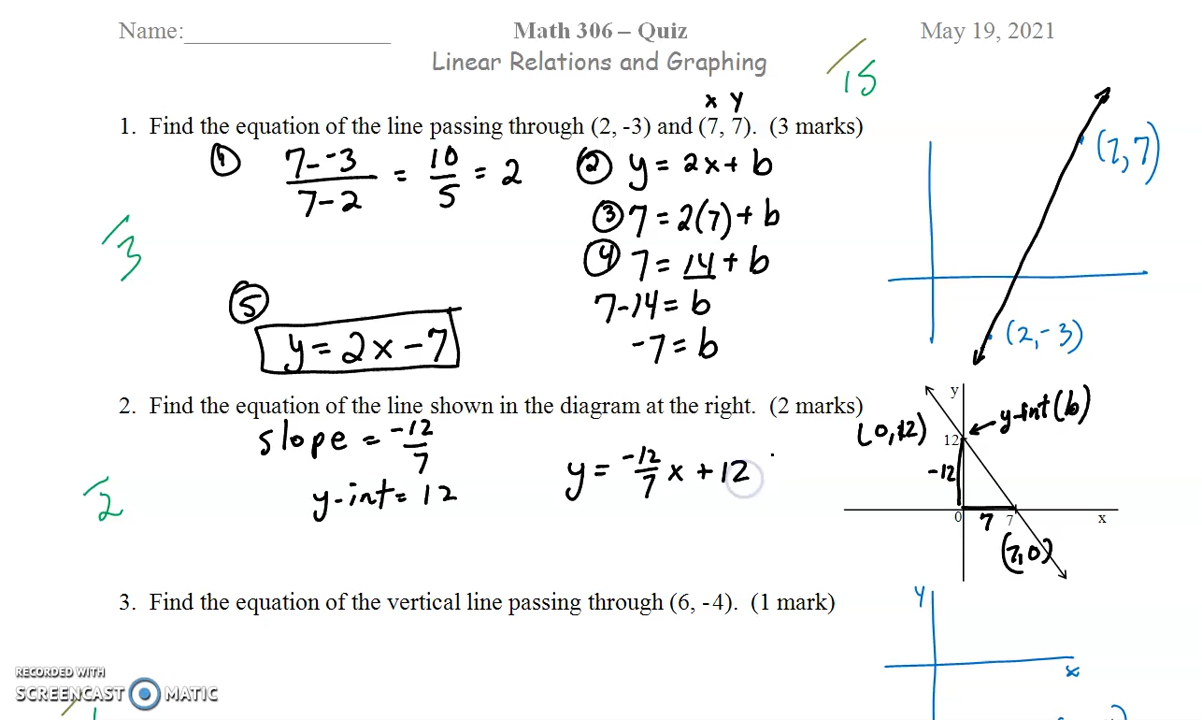 Name:________________ Math 306 – Quiz May 19, 2021
Linear Relations and Graphing
/15
x y
1. Find the equation of the line passing through (2, -3) and (7, 7). (3 marks)
① 7--3 / 7-2 = 10/5 = 2
② y = 2x + b
③ 7 = 2(7) + b
④ 7 = 14 + b
7-14 = b
-7 = b
/3
⑤
y = 2x - 7
(7, 7)
(2, -3)
2. Find the equation of the line shown in the diagram at the right. (2 marks)
slope = -12/7
y-int = 12
y = -12/7 x + 12
/2
y
y-int (b)
(0, 12)
12
-12
0 7 7 x
(7, 0)
3. Find the equation of the vertical line passing through (6, -4). (1 mark)
y
x
RECORDED WITH
SCREENCAST MATIC